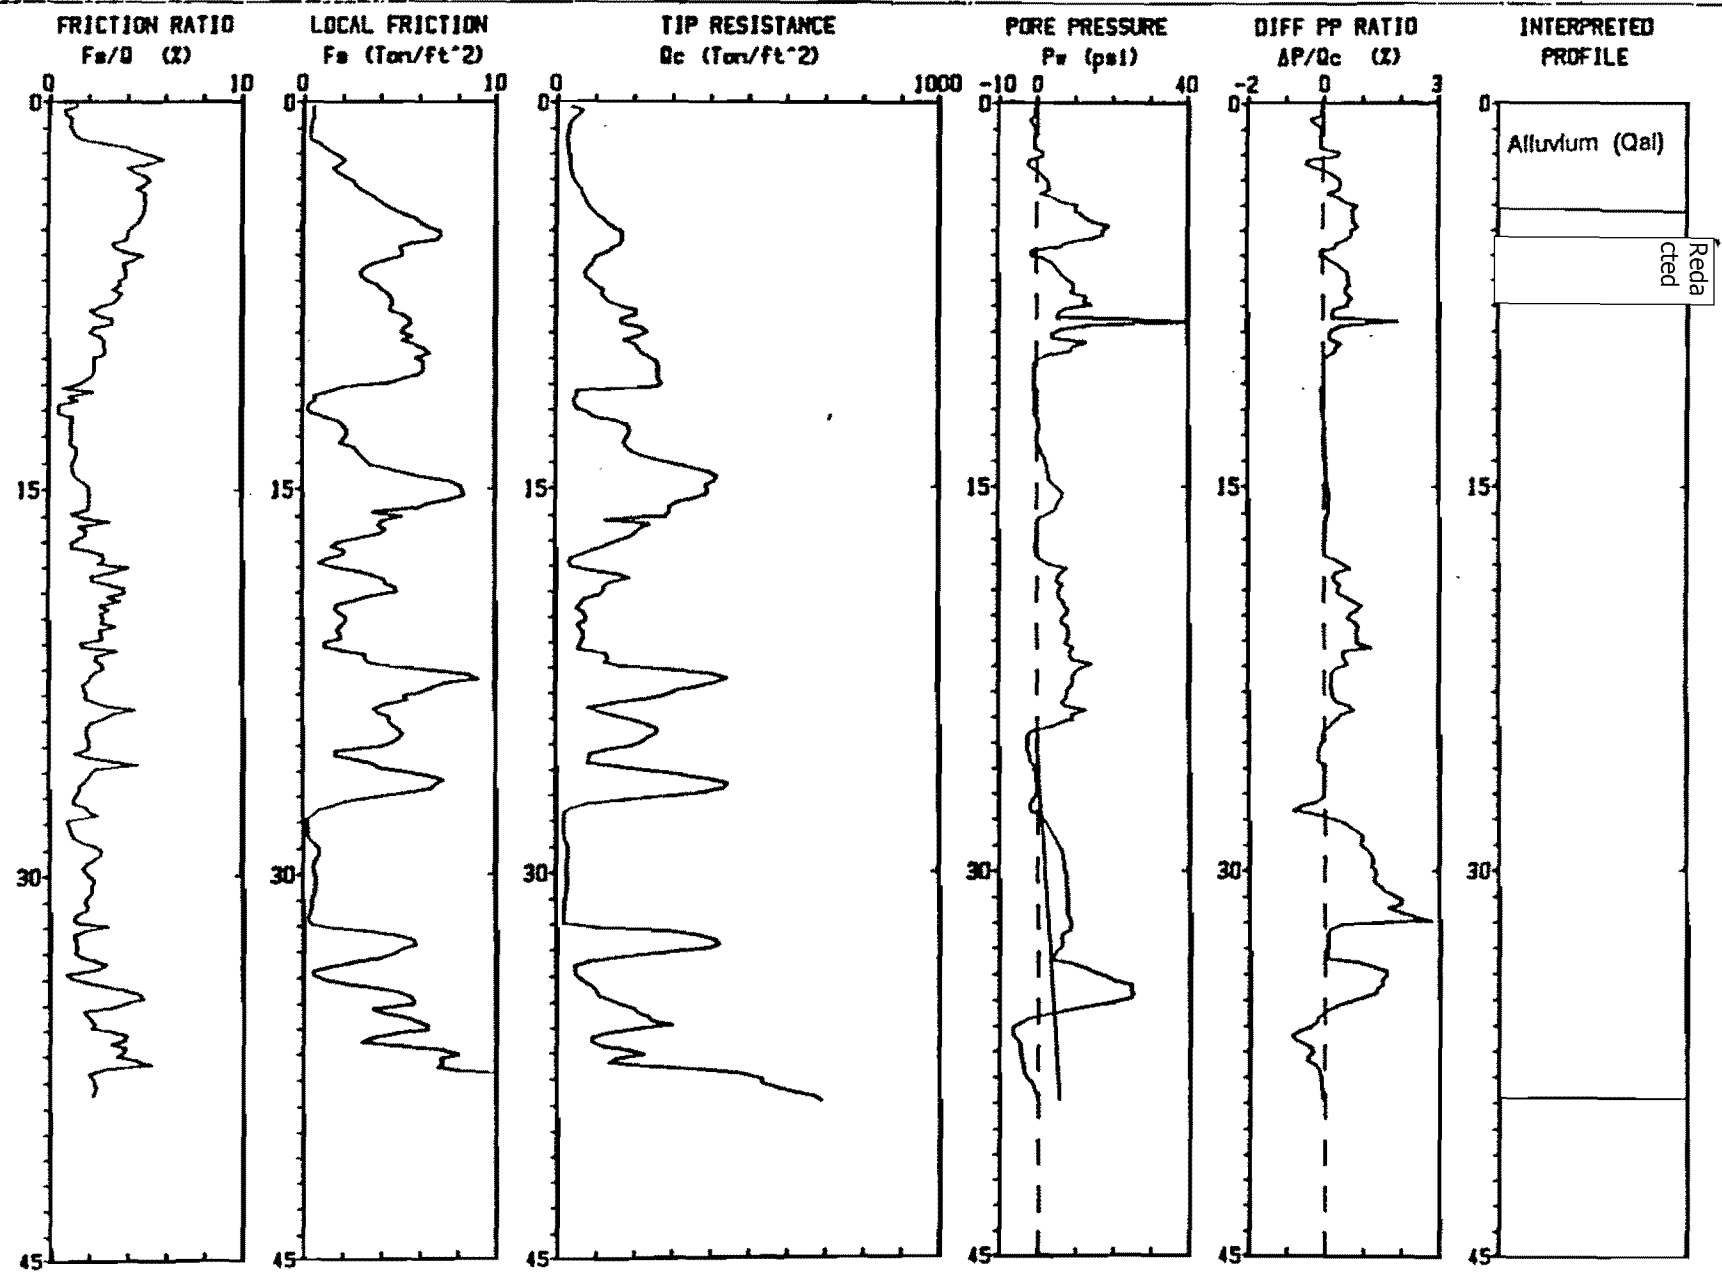 FRICTION RATIO
Fs/Q (%)
0 10
LOCAL FRICTION
Fs (Ton/ft^2)
0 10
TIP RESISTANCE
Qc (Ton/ft^2)
0 1000
PORE PRESSURE
Pw (psi)
-10 0 40
DIFF PP RATIO
ΔP/Qc (%)
-2 0 3
INTERPRETED
PROFILE
0 0 0 0 0 0
Alluvium (Qal)
Reda
cted
15 15 15 15 15 15
30 30 30 30 30 30
45 45 45 45 45 45